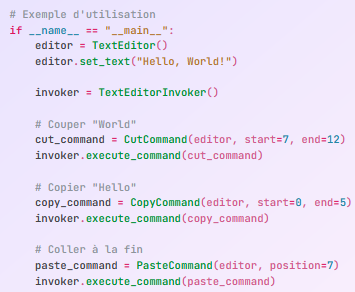 # Exemple d'utilisation
if __name__ == "__main__":
    editor = TextEditor()
    editor.set_text("Hello, World!")

    invoker = TextEditorInvoker()

    # Couper "World"
    cut_command = CutCommand(editor, start=7, end=12)
    invoker.execute_command(cut_command)

    # Copier "Hello"
    copy_command = CopyCommand(editor, start=0, end=5)
    invoker.execute_command(copy_command)

    # Coller à la fin
    paste_command = PasteCommand(editor, position=7)
    invoker.execute_command(paste_command)